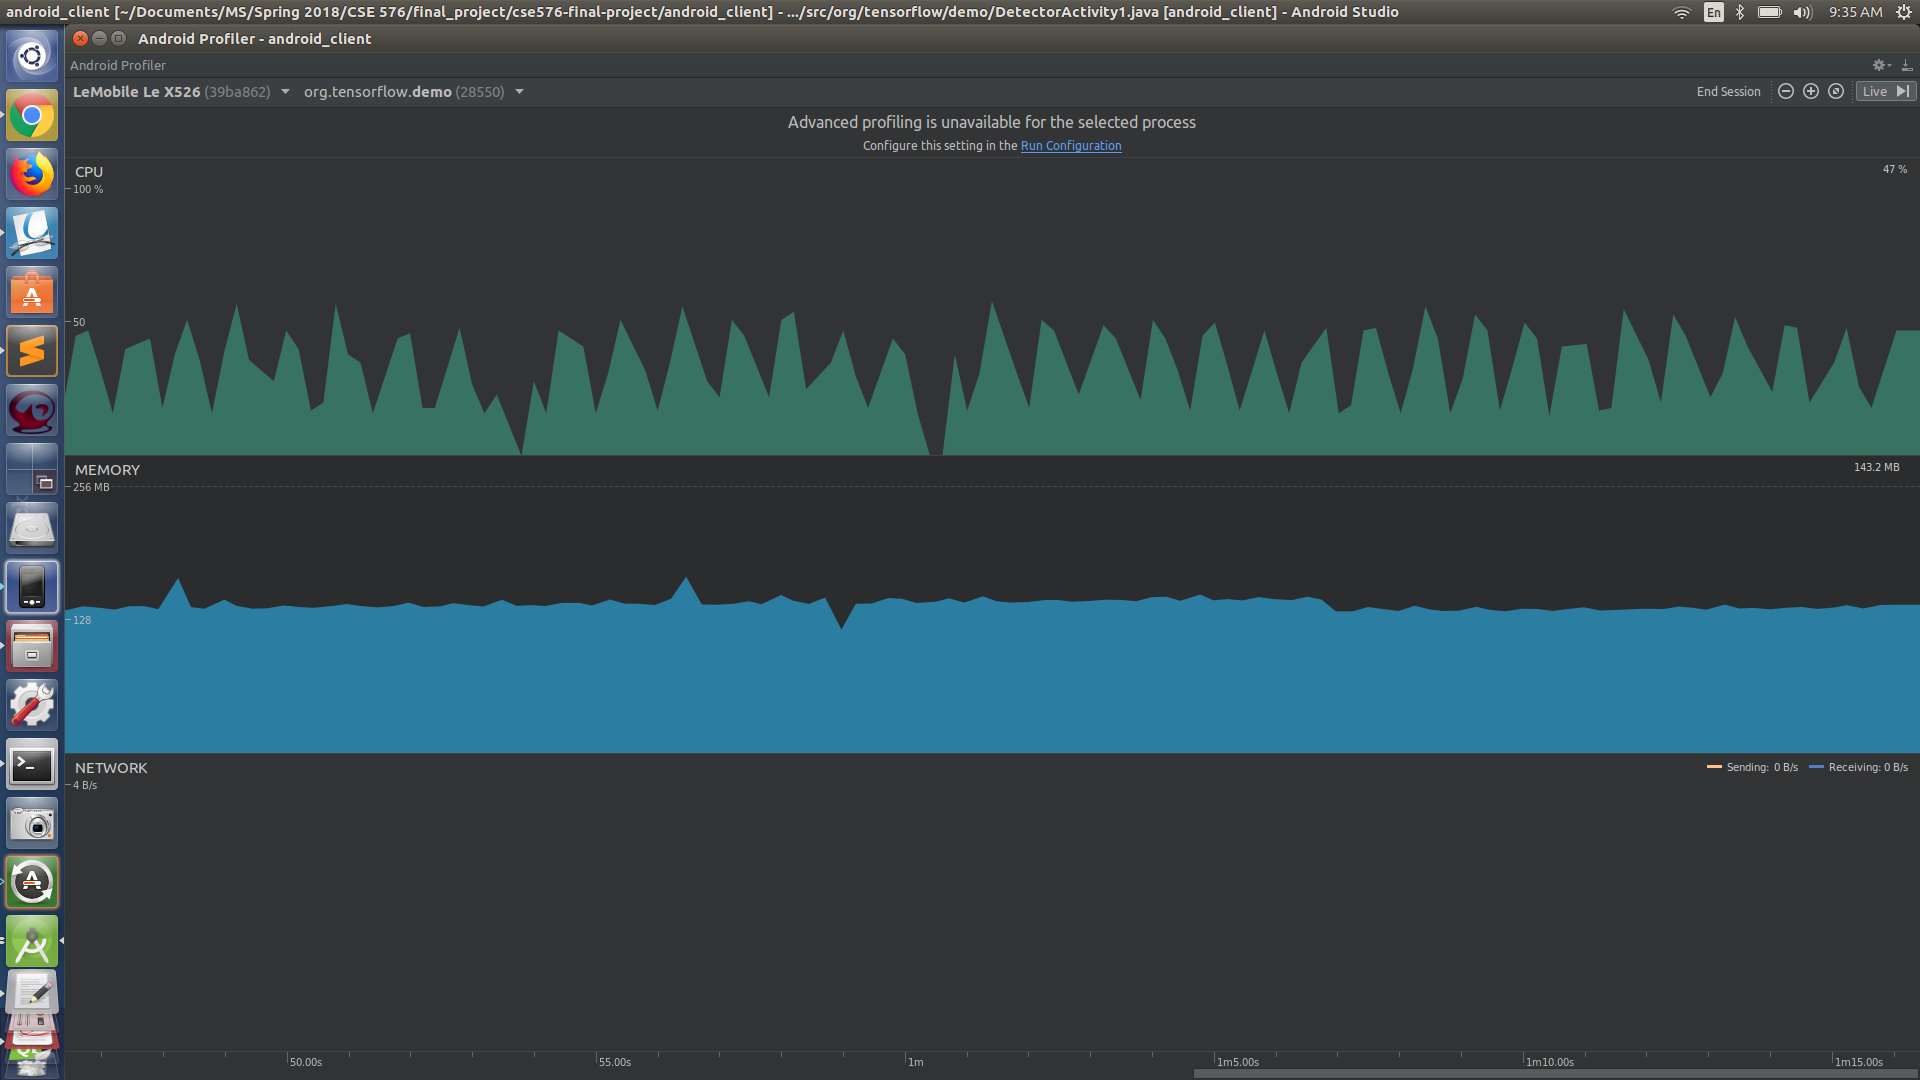 android_client [~/Documents/MS/Spring 2018/CSE 576/final_project/cse576-final-project/android_client] - .../src/org/tensorflow/demo/DetectorActivity1.java [android_client] - Android Studio
En
9:35 AM
Android Profiler - android_client
Android Profiler
LeMobile Le X526 (39ba862)
org.tensorflow.demo (28550)
End Session
Live
Advanced profiling is unavailable for the selected process
Configure this setting in the Run Configuration
CPU
47 %
100 %
50
MEMORY
143.2 MB
256 MB
128
NETWORK
Sending: 0 B/s
Receiving: 0 B/s
4 B/s
50.00s
55.00s
1m
1m5.00s
1m10.00s
1m15.00s